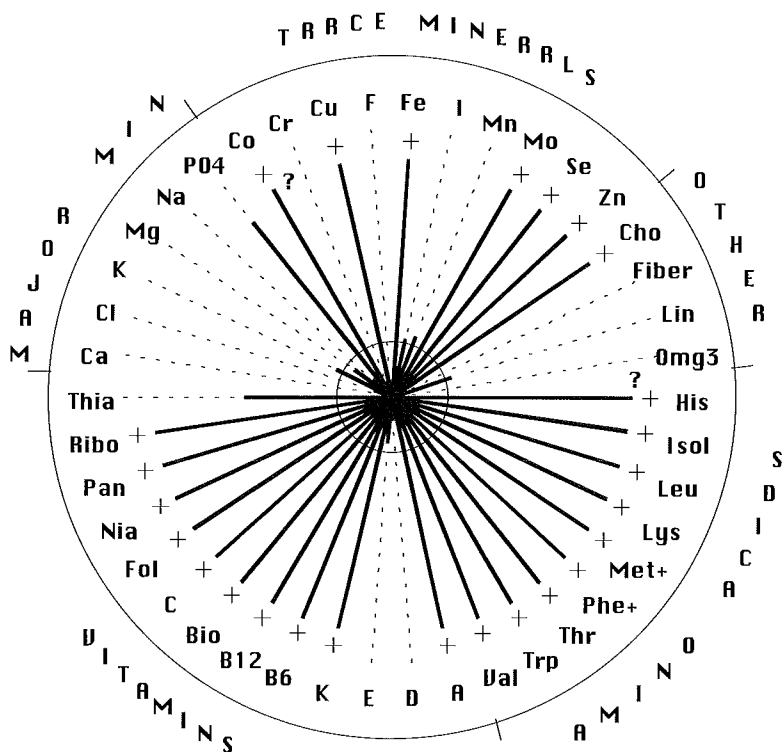 TRACE MINERALS
OTHER
AMINO ACIDS
VITAMINS
MAJOR MIN
Co
Cr
Cu
F
Fe
I
Mn
Mo
Se
Zn
Cho
Fiber
Lin
Omg3
His
Isol
Leu
Lys
Met+
Phe+
Thr
Trp
Val
A
D
E
K
B6
B12
Bio
C
Fol
Nia
Pan
Ribo
Thia
Ca
Cl
K
Mg
Na
PO4
?
?